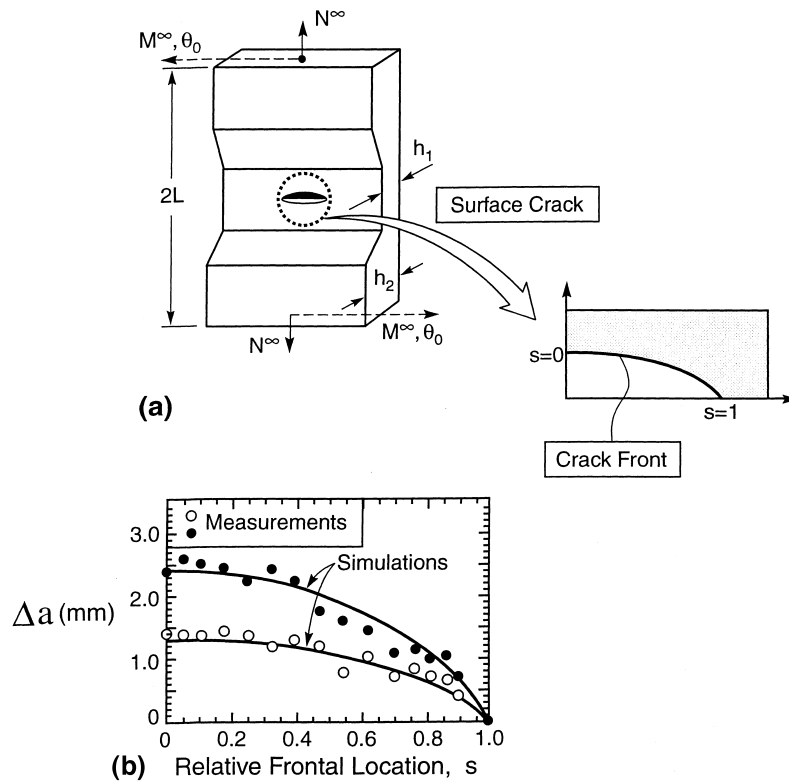 N∞
M∞, θ0
h1
2L
Surface Crack
h2
N∞
M∞, θ0
s=0
(a)
s=1
Crack Front
Measurements
3.0
Simulations
2.0
Δa (mm)
1.0
0
0 0.2 0.4 0.6 0.8 1.0
(b) Relative Frontal Location, s